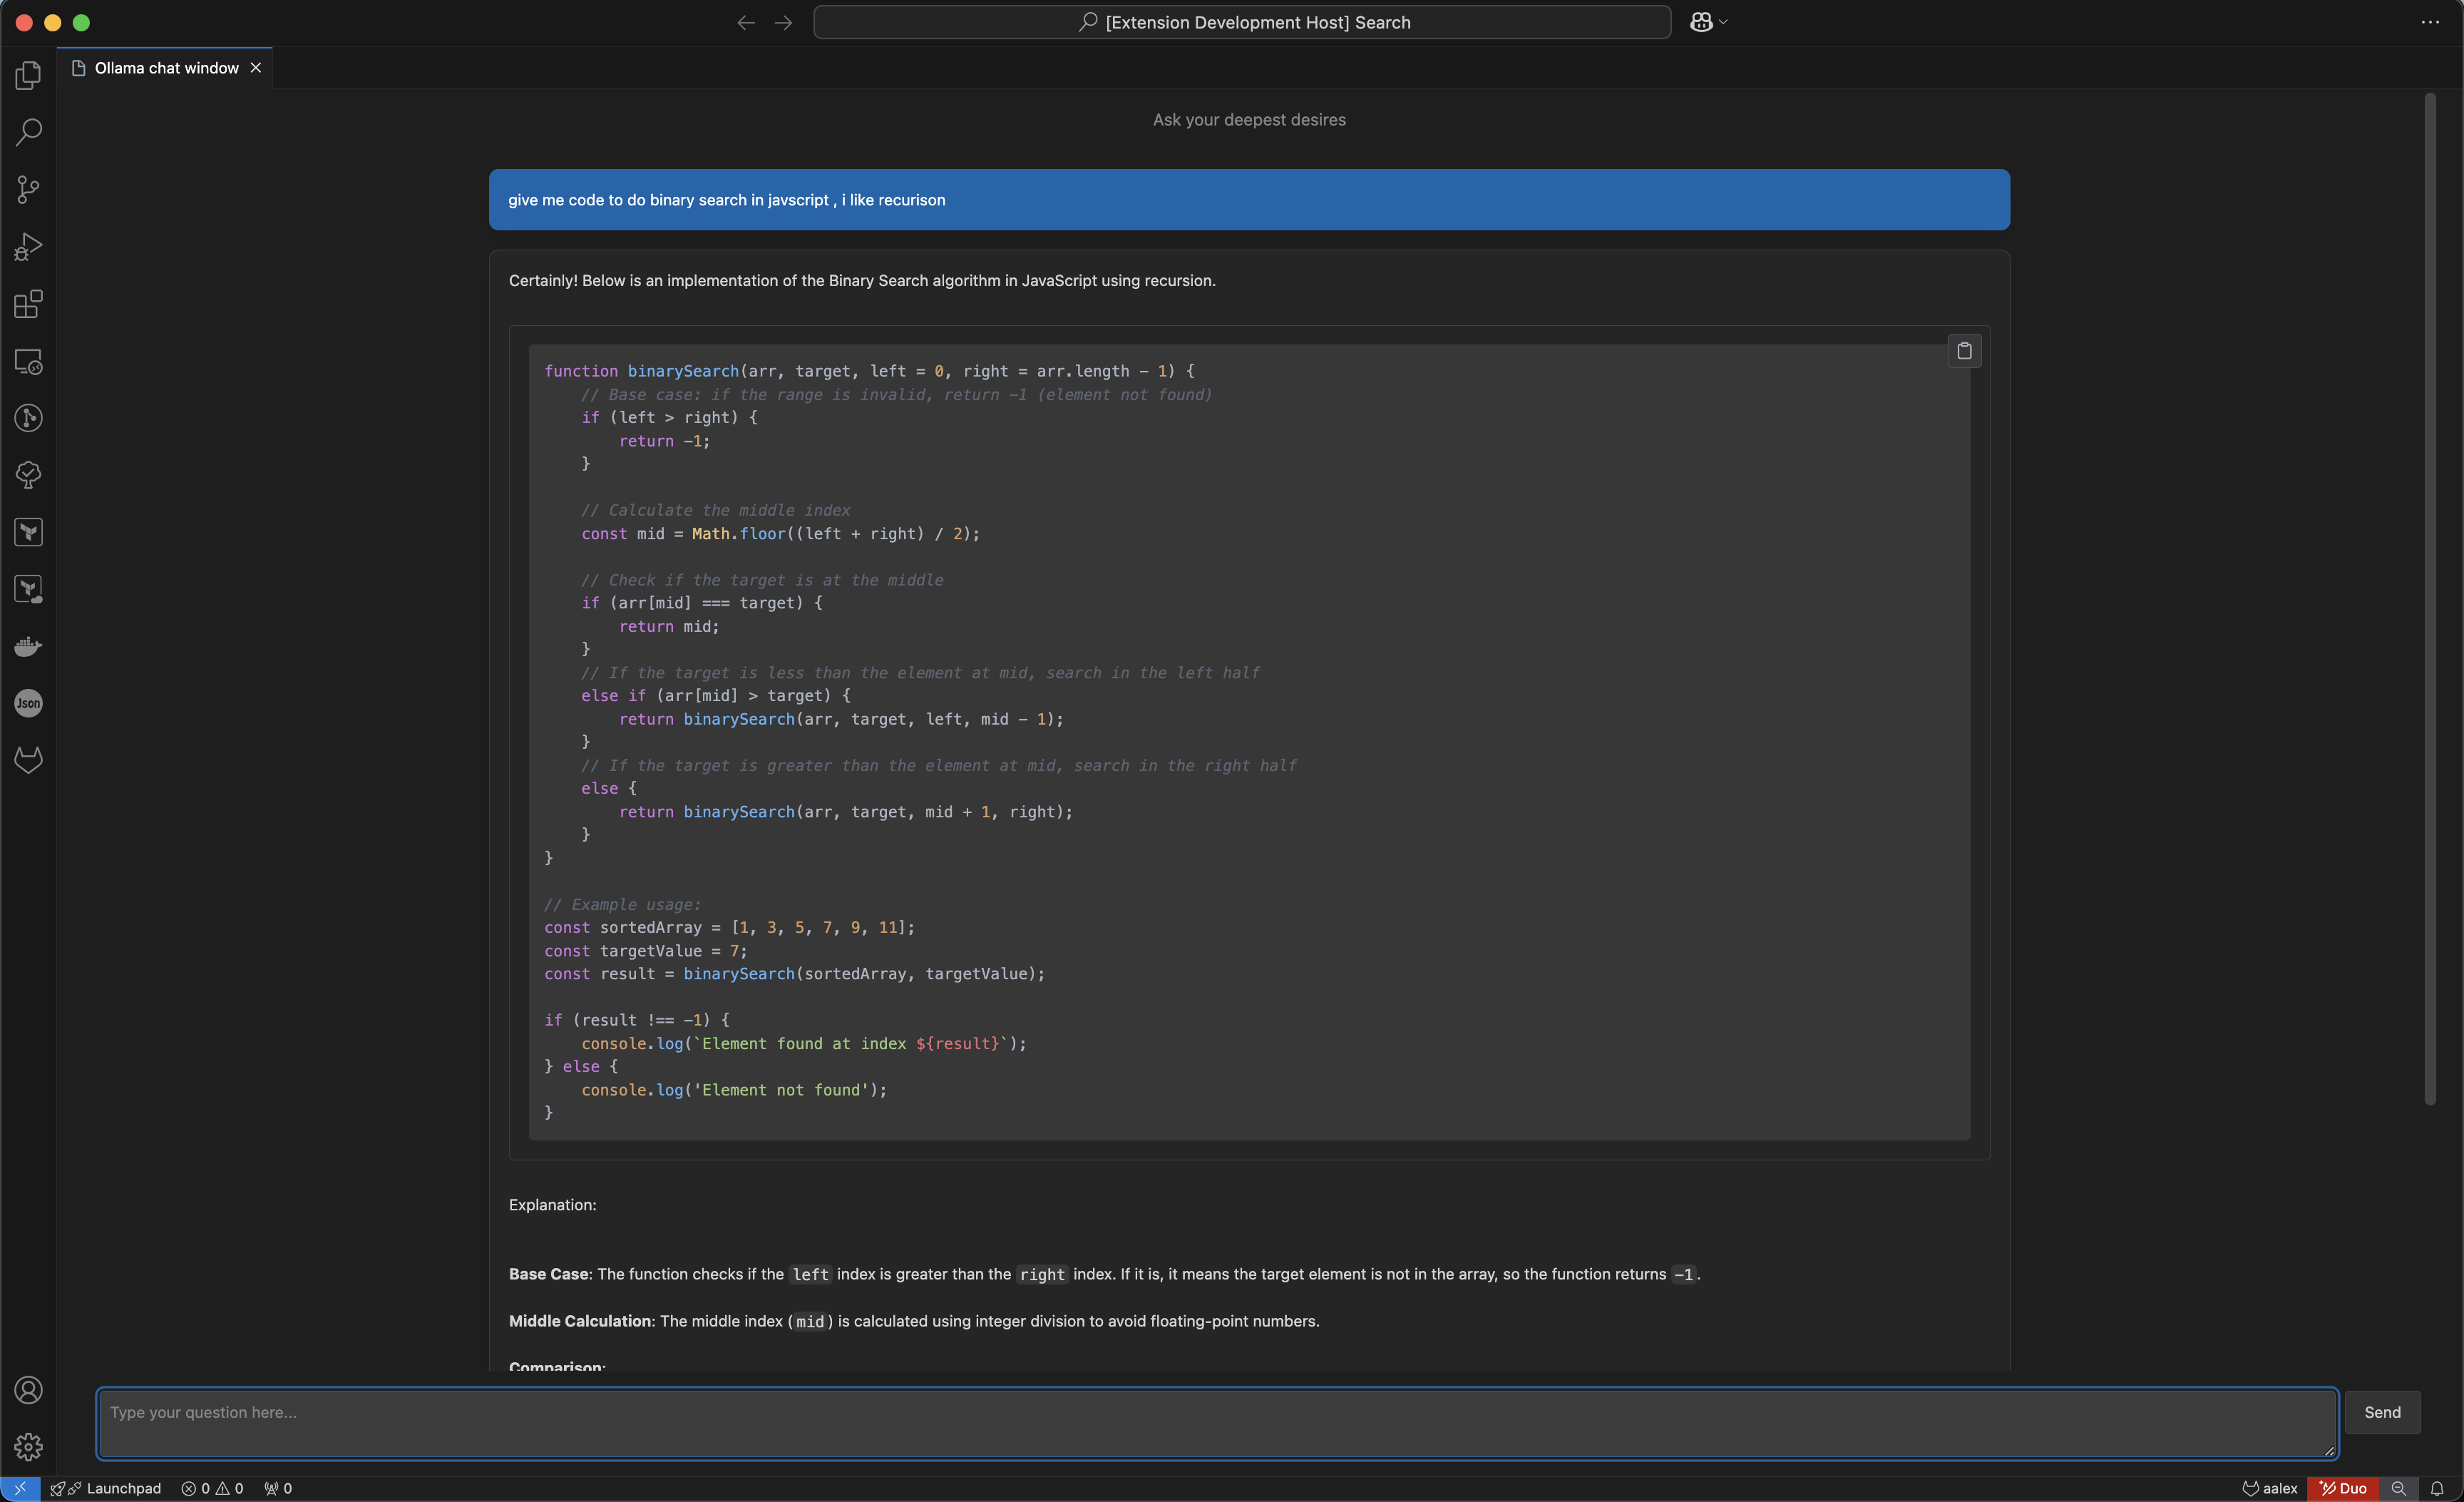 [Extension Development Host] Search
Ollama chat window
Ask your deepest desires
give me code to do binary search in javscript , i like recurison
Certainly! Below is an implementation of the Binary Search algorithm in JavaScript using recursion.
function binarySearch(arr, target, left = 0, right = arr.length - 1) {
    // Base case: if the range is invalid, return -1 (element not found)
    if (left > right) {
        return -1;
    }

    // Calculate the middle index
    const mid = Math.floor((left + right) / 2);

    // Check if the target is at the middle
    if (arr[mid] === target) {
        return mid;
    }
    // If the target is less than the element at mid, search in the left half
    else if (arr[mid] > target) {
        return binarySearch(arr, target, left, mid - 1);
    }
    // If the target is greater than the element at mid, search in the right half
    else {
        return binarySearch(arr, target, mid + 1, right);
    }
}

// Example usage:
const sortedArray = [1, 3, 5, 7, 9, 11];
const targetValue = 7;
const result = binarySearch(sortedArray, targetValue);

if (result !== -1) {
    console.log(`Element found at index ${result}`);
} else {
    console.log('Element not found');
}
Explanation:
Base Case: The function checks if the left index is greater than the right index. If it is, it means the target element is not in the array, so the function returns -1.
Middle Calculation: The middle index (mid) is calculated using integer division to avoid floating-point numbers.
Comparison:
Json
Type your question here...
Send
Launchpad 0 0 0
aalex Duo